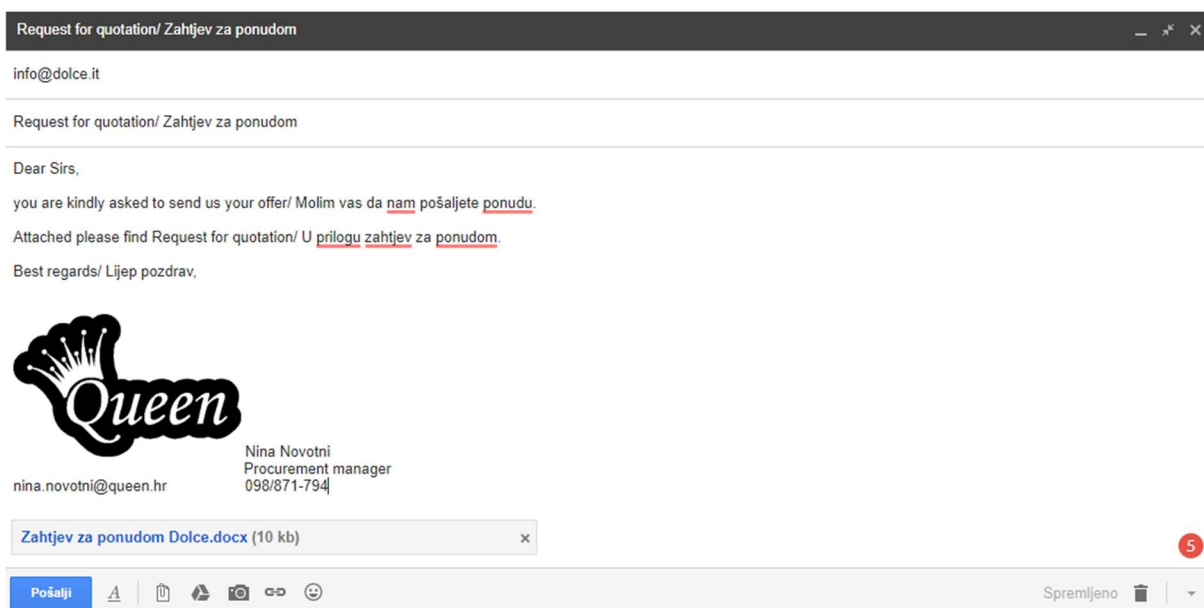 Request for quotation/ Zahtjev za ponudom
info@dolce.it
Request for quotation/ Zahtjev za ponudom
Dear Sirs,
you are kindly asked to send us your offer/ Molim vas da nam pošaljete ponudu.
Attached please find Request for quotation/ U prilogu zahtjev za ponudom.
Best regards/ Lijep pozdrav,
Queen
Nina Novotni
Procurement manager
nina.novotni@queen.hr 098/871-794
Zahtjev za ponudom Dolce.docx (10 kb)
5
Pošalji A Spremljeno